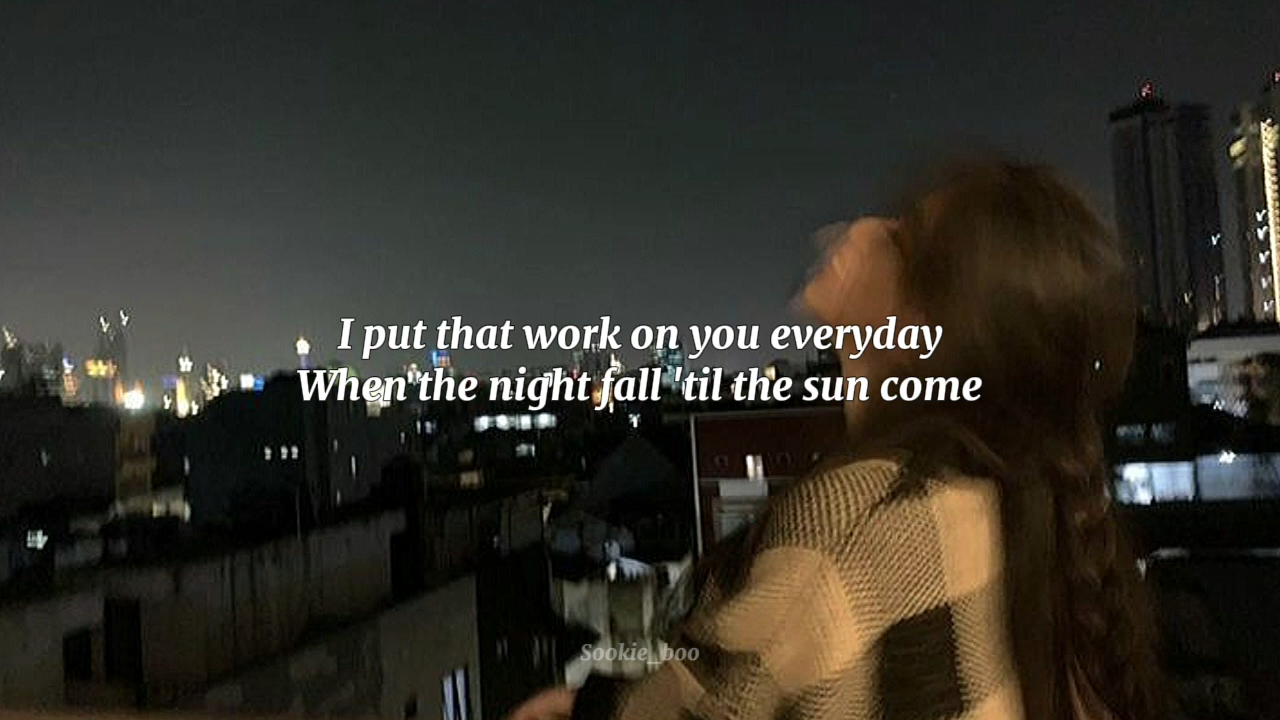 I put that work on you everyday
When the night fall 'til the sun come
Sookie_boo